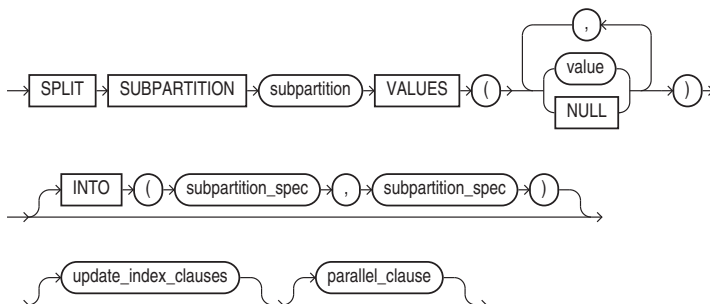 ,
SPLIT SUBPARTITION subpartition VALUES ( value )
NULL
INTO ( subpartition_spec , subpartition_spec )
update_index_clauses parallel_clause